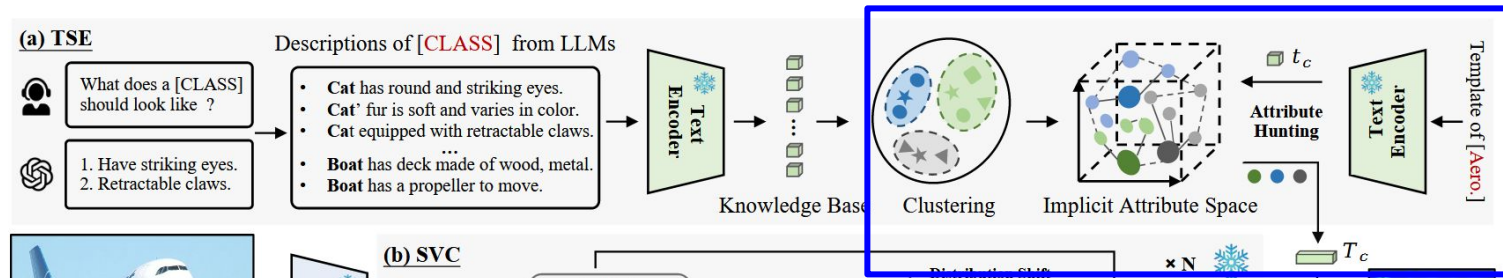 (a) TSE
Descriptions of [CLASS] from LLMs
What does a [CLASS]
should look like ?
1. Have striking eyes.
2. Retractable claws.
• Cat has round and striking eyes.
• Cat' fur is soft and varies in color.
• Cat equipped with retractable claws.
...
• Boat has deck made of wood, metal.
• Boat has a propeller to move.
Text
Encoder
...
Knowledge Base
Clustering
Implicit Attribute Space
t_c
Attribute
Hunting
Text
Encoder
Template of [Aero.]
T_c
(b) SVC
× N
Distribution Shift